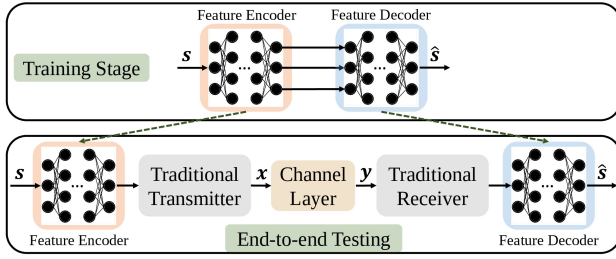 Feature Encoder
Feature Decoder
s
ŝ
Training Stage
...
...
s
...
Traditional
Transmitter
x
Channel
Layer
y
Traditional
Receiver
...
ŝ
Feature Encoder
End-to-end Testing
Feature Decoder